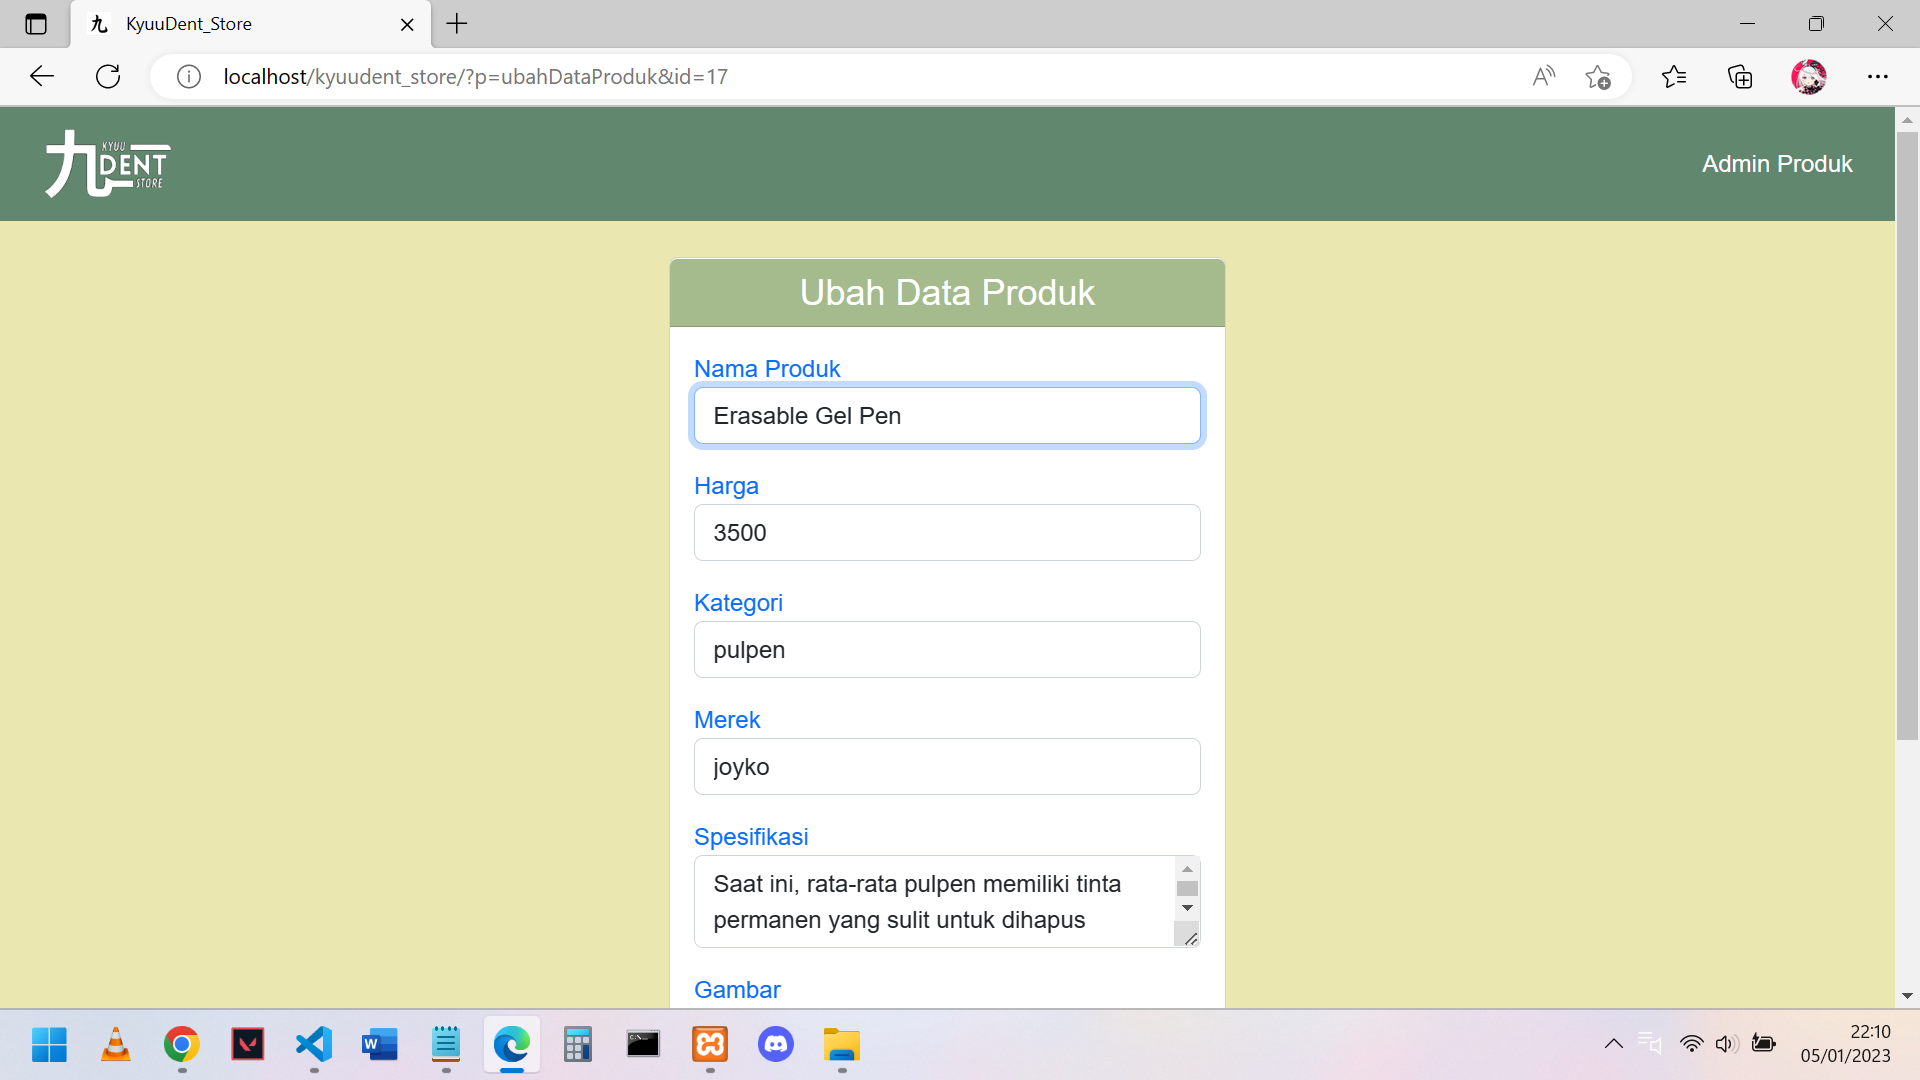 九 KyuuDent_Store
localhost/kyuudent_store/?p=ubahDataProduk&id=17
九 KYUU DENT STORE
Admin Produk
Ubah Data Produk
Nama Produk
Erasable Gel Pen
Harga
3500
Kategori
pulpen
Merek
joyko
Spesifikasi
Saat ini, rata-rata pulpen memiliki tinta
permanen yang sulit untuk dihapus
Gambar
22:10
05/01/2023